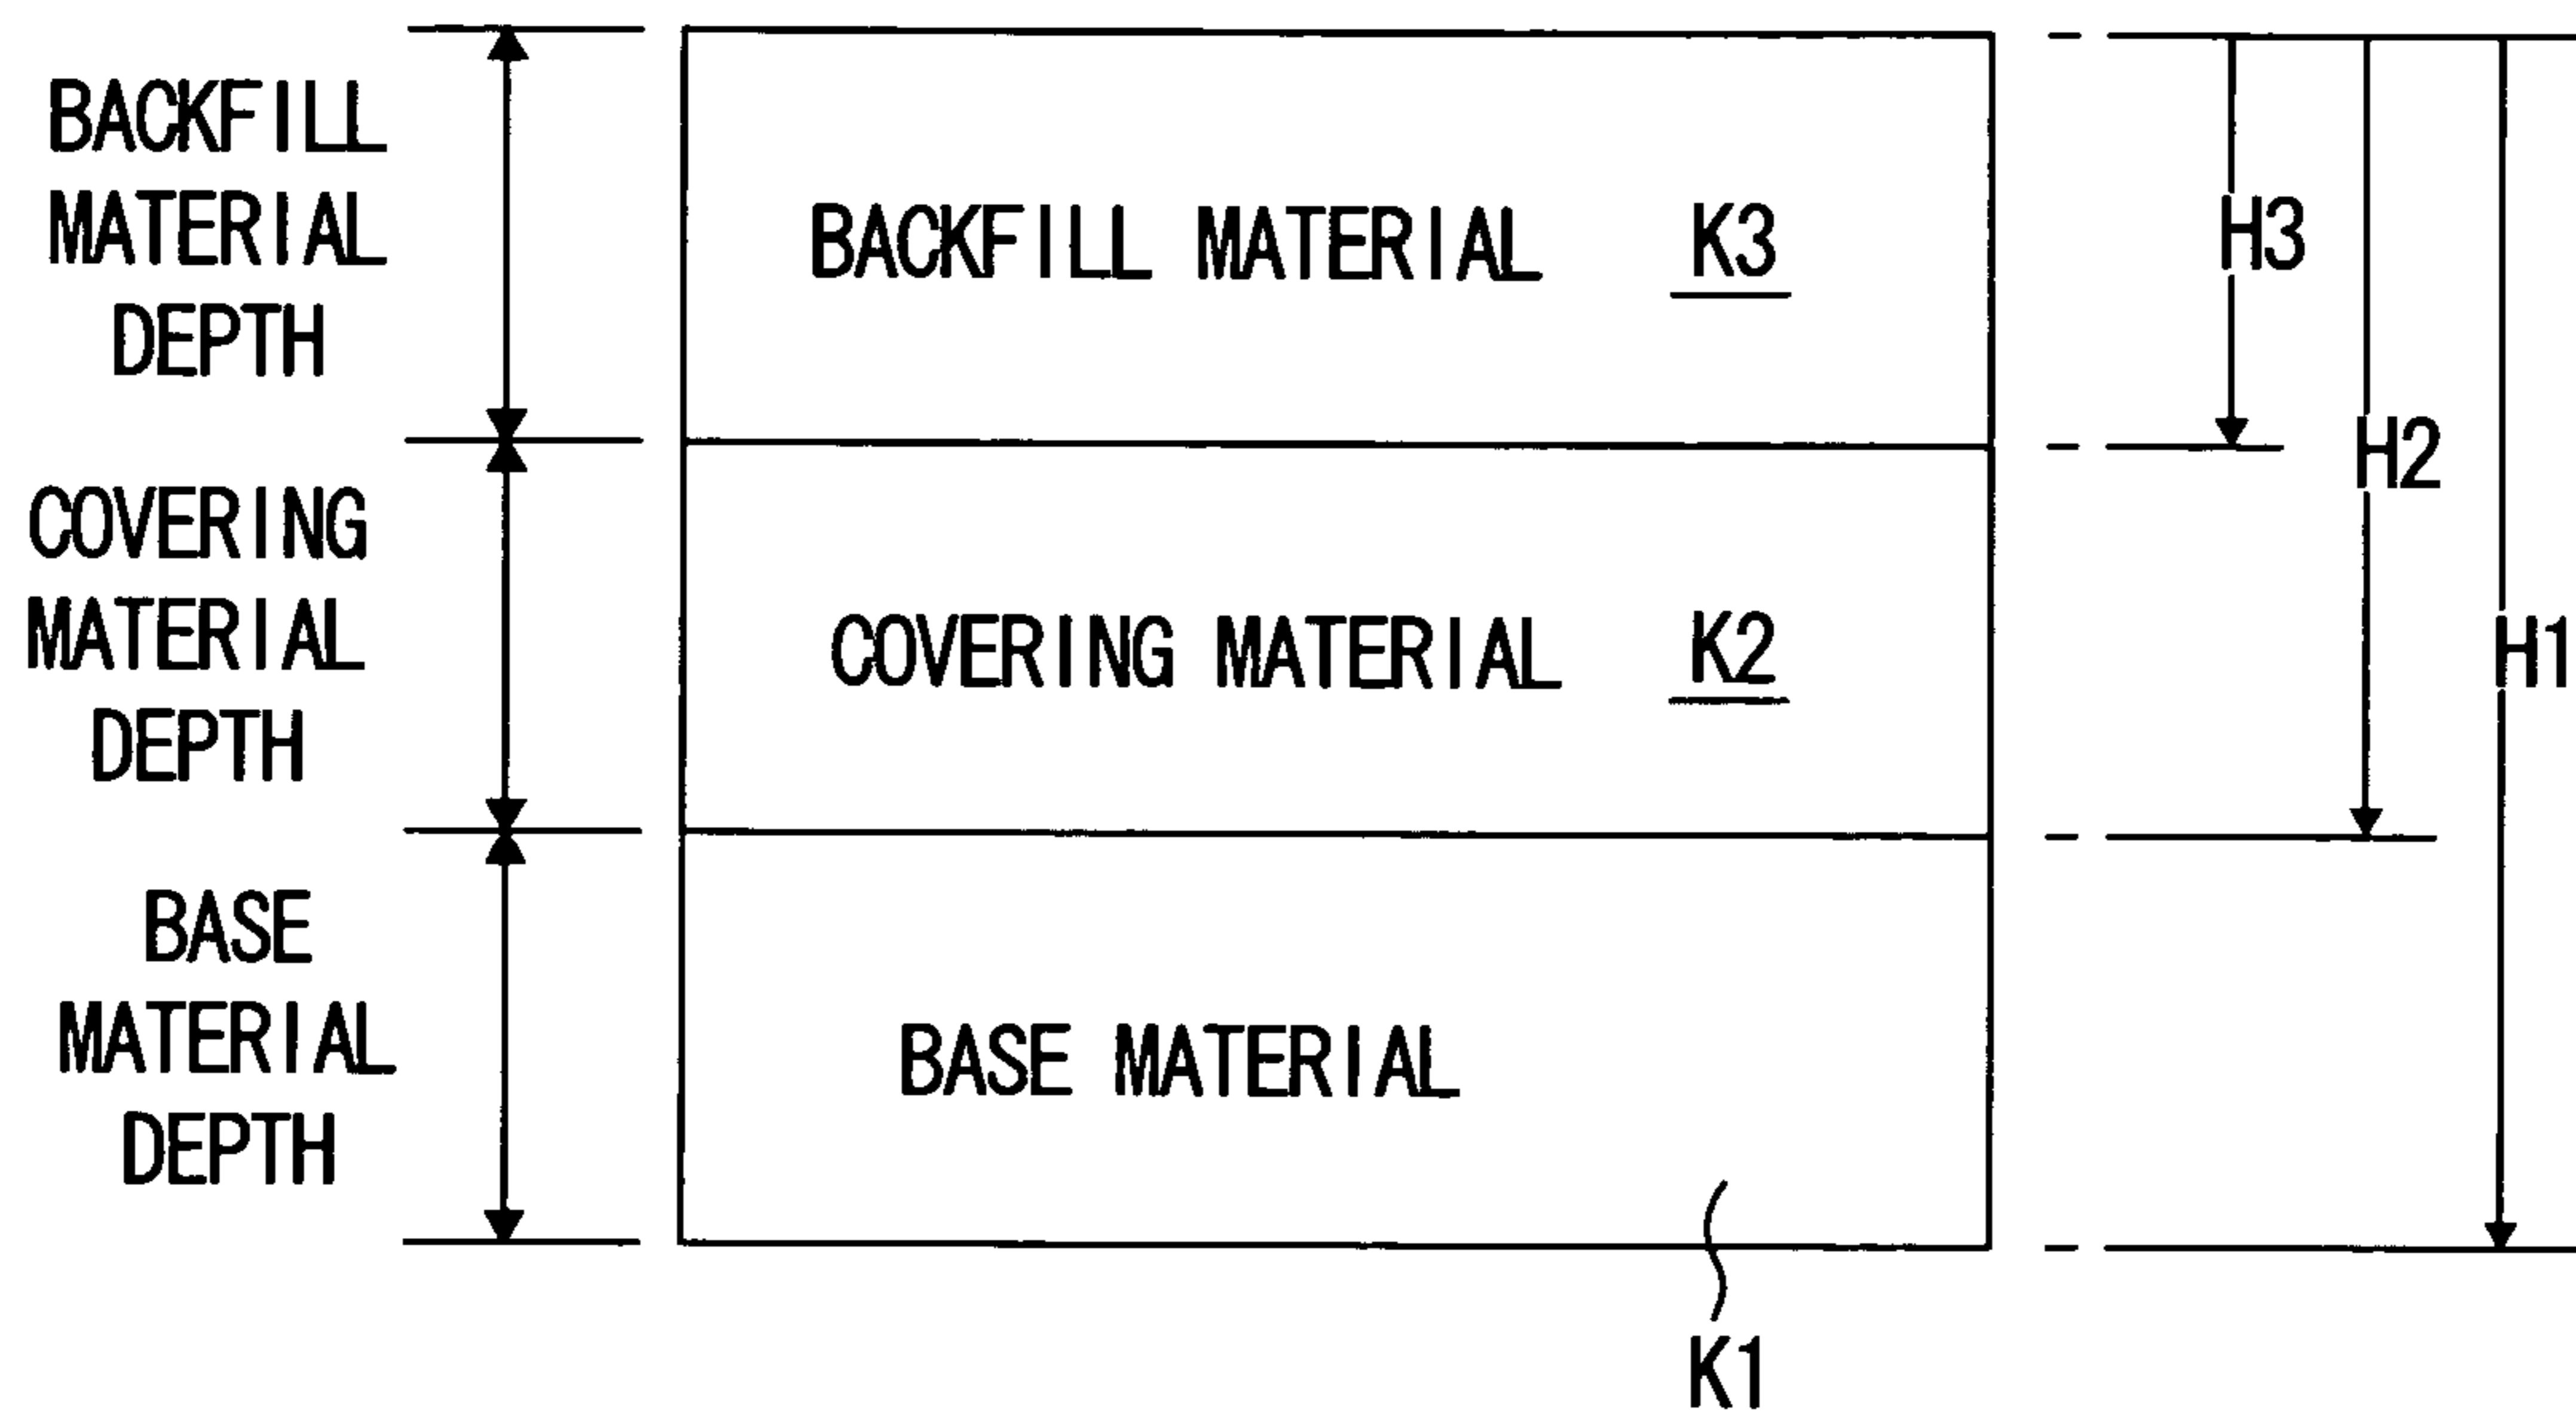 BACKFILL
MATERIAL
DEPTH
BACKFILL MATERIAL K3
H3
COVERING
MATERIAL
DEPTH
COVERING MATERIAL K2
H2
H1
BASE
MATERIAL
DEPTH
BASE MATERIAL
K1